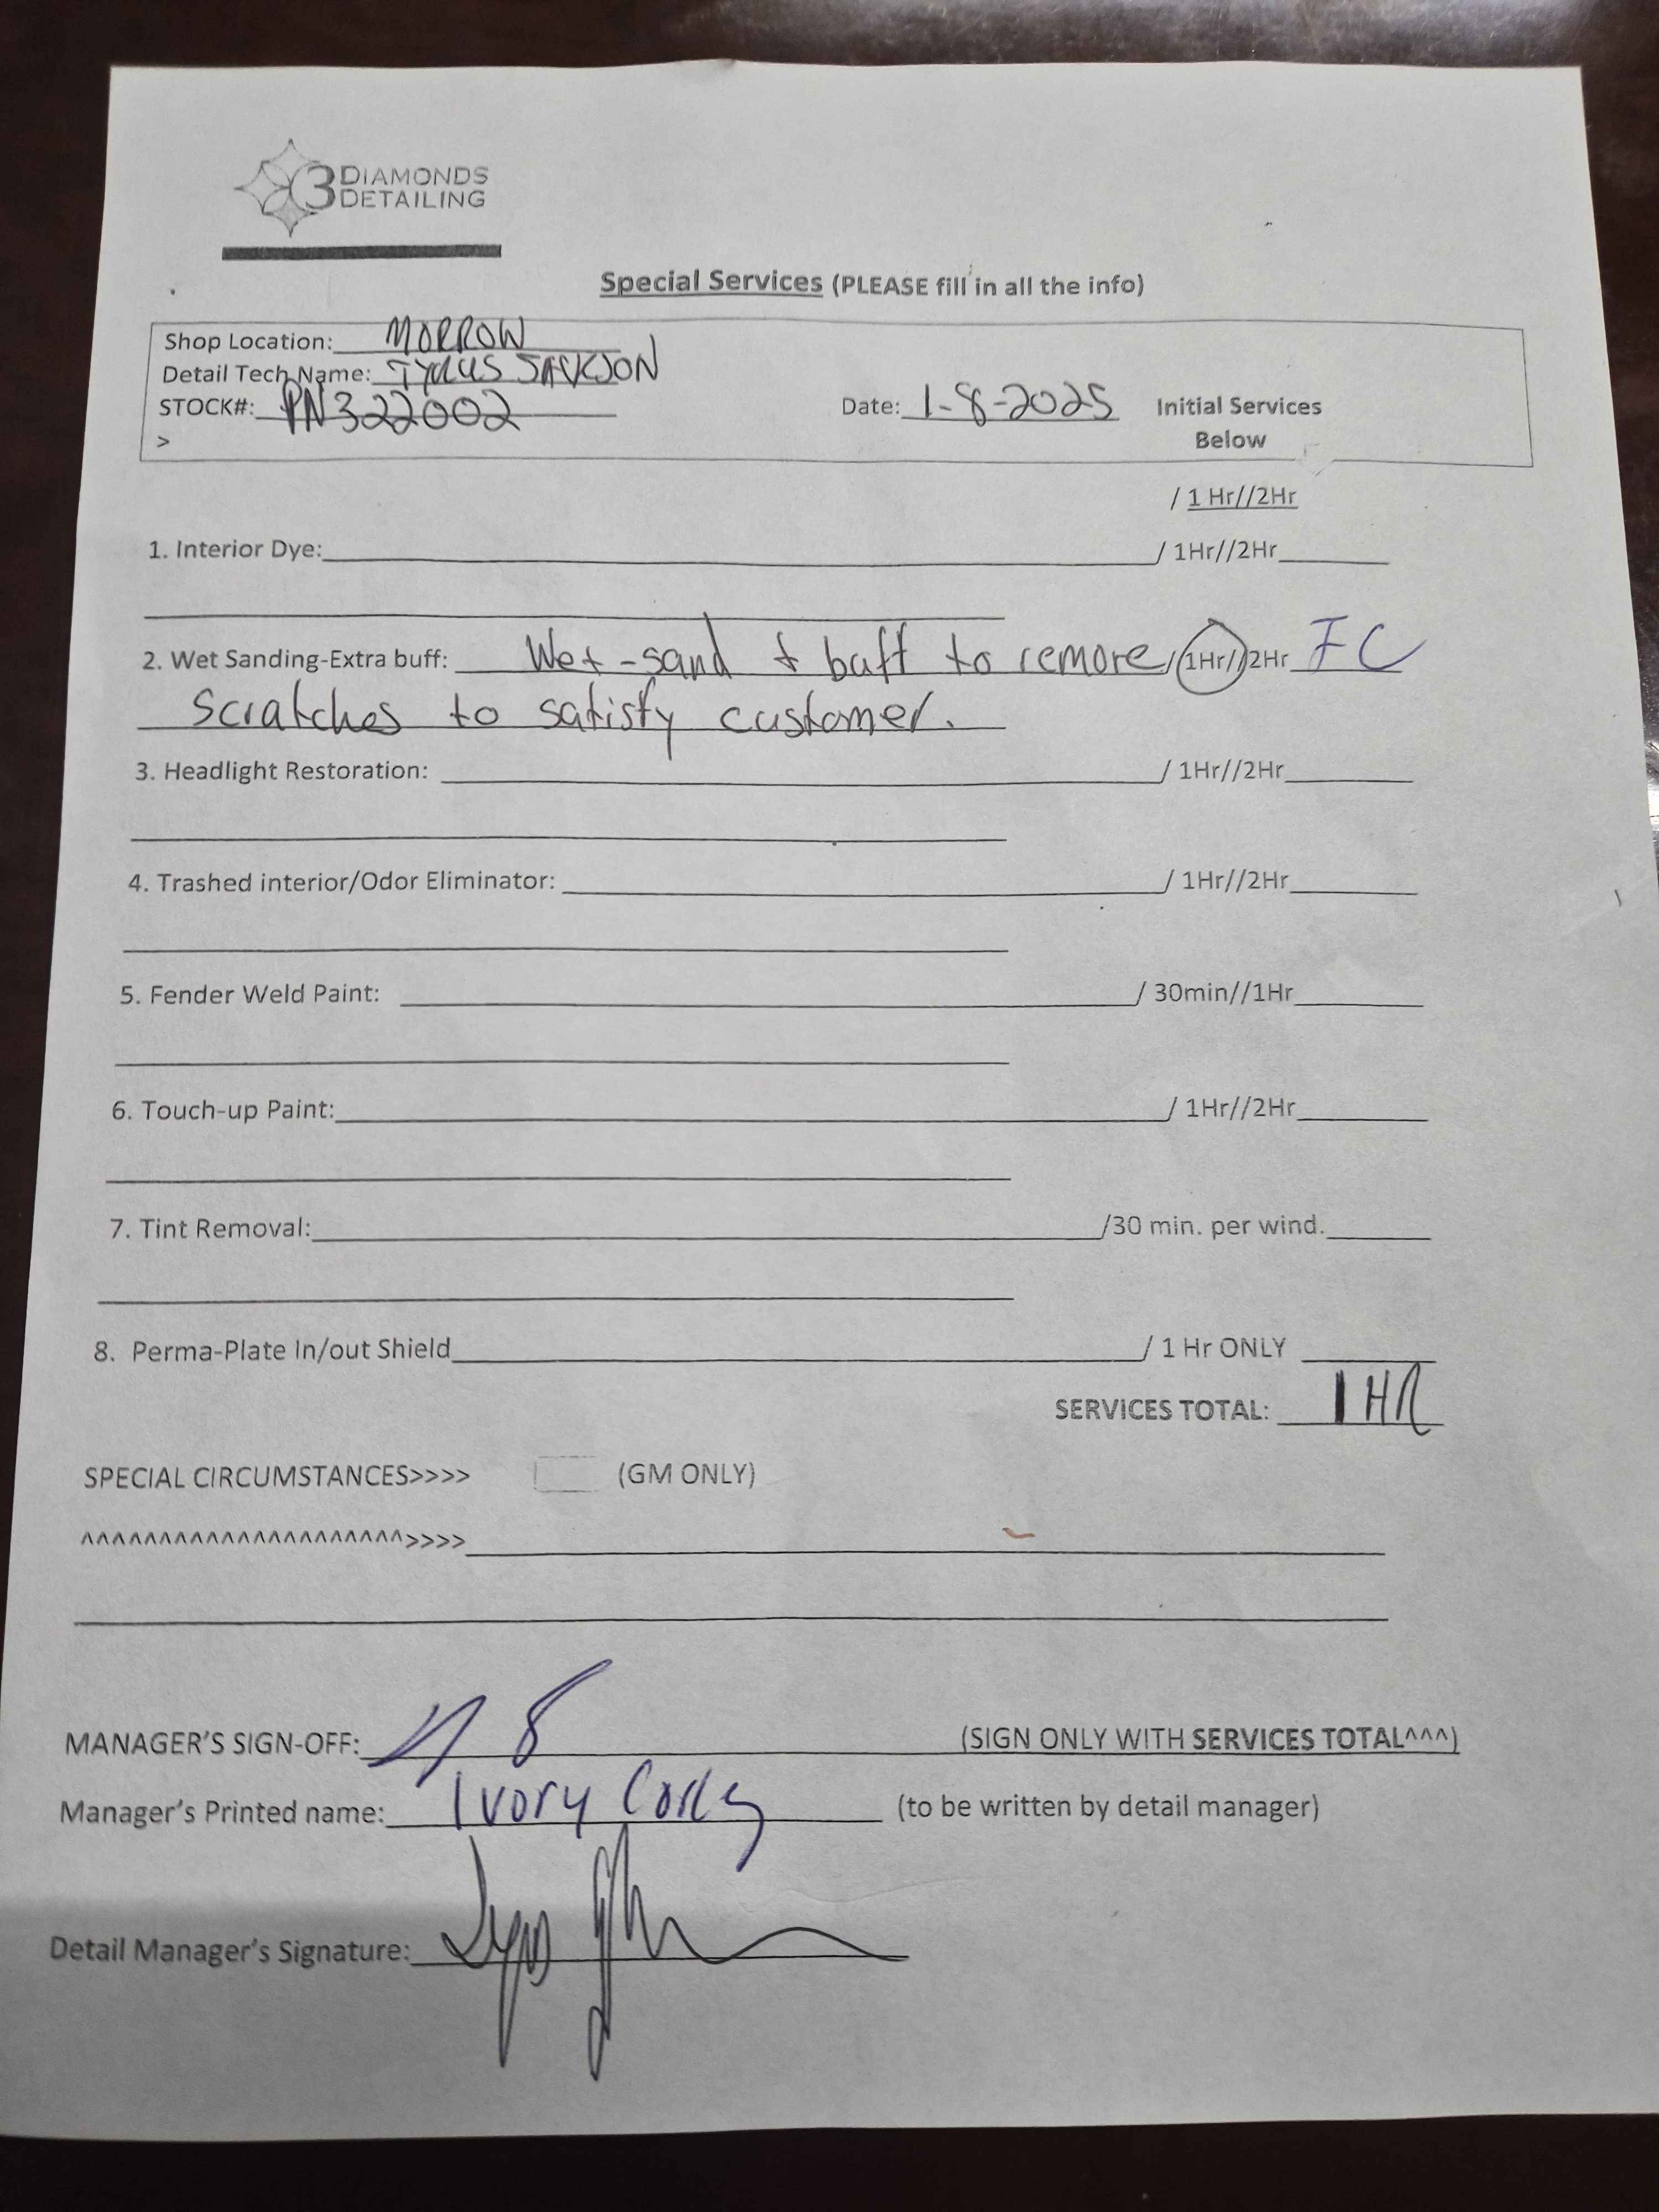 3 DIAMONDS
DETAILING
Special Services (PLEASE fill in all the info)
Shop Location: MORROW
Detail Tech Name: TYRUS JACKSON
STOCK#: PN322002 Date: 1-8-2025 Initial Services
> Below
/ 1 Hr//2Hr
1. Interior Dye: / 1Hr//2Hr
2. Wet Sanding-Extra buff: Wet-sand & buff to remove / 1Hr//2Hr IC
Scratches to satisfy customer.
3. Headlight Restoration: / 1Hr//2Hr
4. Trashed interior/Odor Eliminator: / 1Hr//2Hr
5. Fender Weld Paint: / 30min//1Hr
6. Touch-up Paint: / 1Hr//2Hr
7. Tint Removal: /30 min. per wind.
8. Perma-Plate In/out Shield / 1 Hr ONLY
SERVICES TOTAL: 1 HR
SPECIAL CIRCUMSTANCES>>>> (GM ONLY)
^^^^^^^^^^^^^^^^^^^^^>>>>
MANAGER'S SIGN-OFF: (SIGN ONLY WITH SERVICES TOTAL^^^)
Manager's Printed name: Ivory (to be written by detail manager)
Detail Manager's Signature: